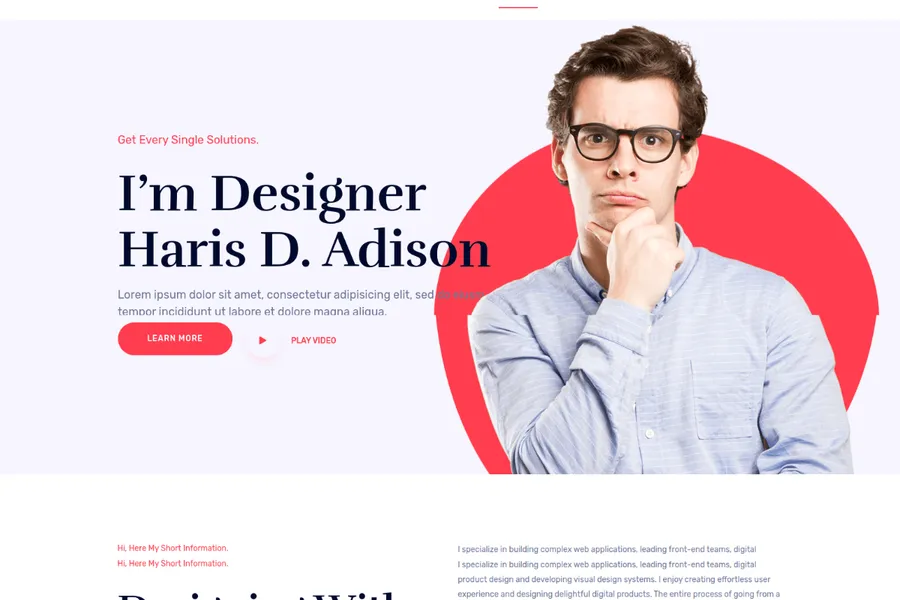 Get Every Single Solutions.
I'm Designer
Haris D. Adison
Lorem ipsum dolor sit amet, consectetur adipisicing elit, sed
tempor incididunt ut labore et dolore magna aliqua.
LEARN MORE
PLAY VIDEO
Hi, Here My Short Information.
Hi, Here My Short Information.
I specialize in building complex web applications, leading front-end teams, digital
I specialize in building complex web applications, leading front-end teams, digital
product design and developing visual design systems. I enjoy creating effortless user
experience and designing delightful digital products. The entire process of going from a